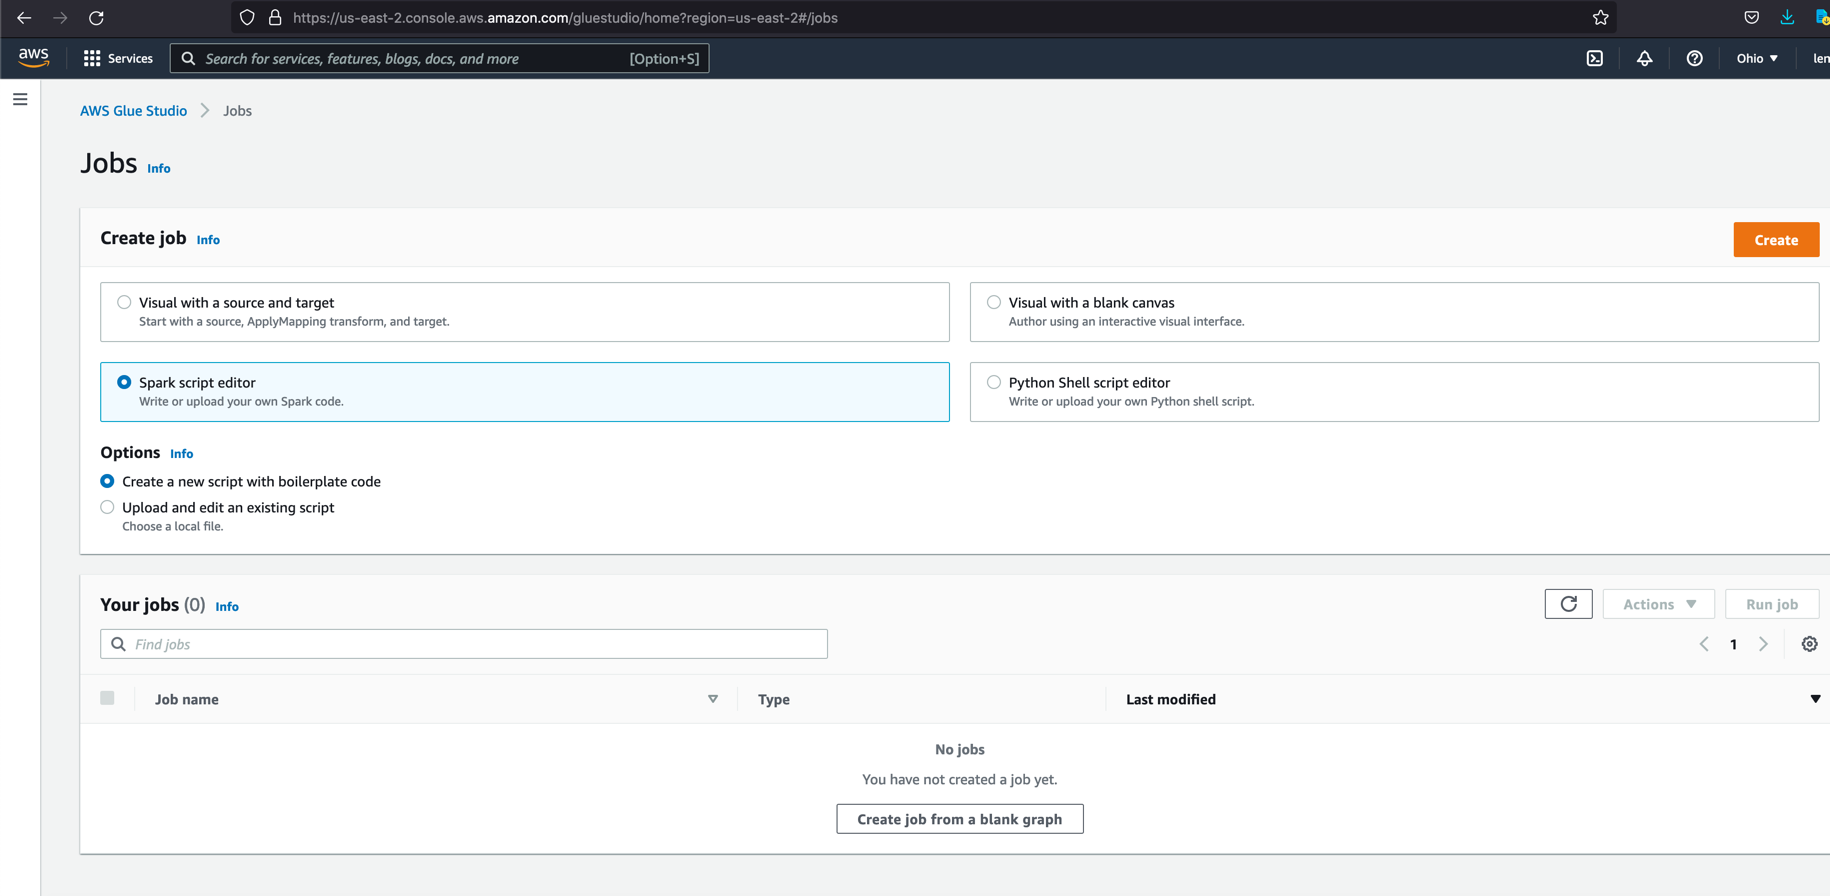 https://us-east-2.console.aws.amazon.com/gluestudio/home?region=us-east-2#/jobs
aws
Services
Search for services, features, blogs, docs, and more
[Option+S]
Ohio
len
AWS Glue Studio
Jobs
Jobs Info
Create job Info
Create
Visual with a source and target
Start with a source, ApplyMapping transform, and target.
Visual with a blank canvas
Author using an interactive visual interface.
Spark script editor
Write or upload your own Spark code.
Python Shell script editor
Write or upload your own Python shell script.
Options Info
Create a new script with boilerplate code
Upload and edit an existing script
Choose a local file.
Your jobs (0) Info
Actions
Run job
Find jobs
1
Job name
Type
Last modified
No jobs
You have not created a job yet.
Create job from a blank graph